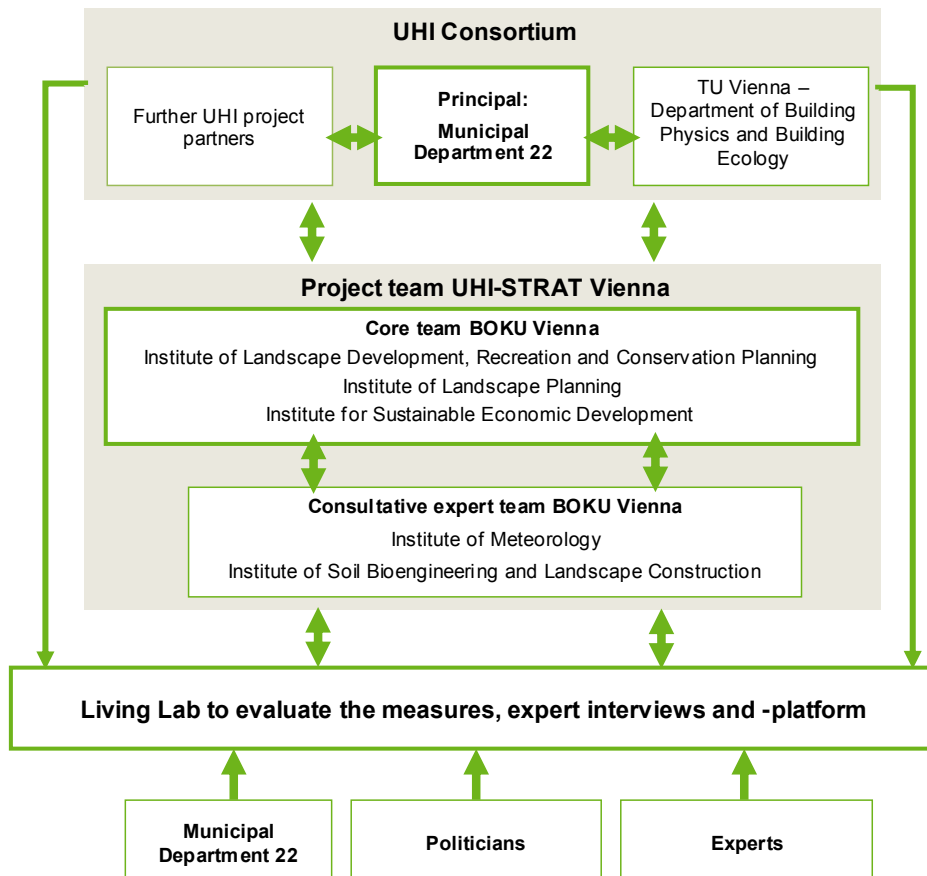 UHI Consortium
Further UHI project
partners
Principal:
Municipal
Department 22
TU Vienna –
Department of Building
Physics and Building
Ecology
Project team UHI-STRAT Vienna
Core team BOKU Vienna
Institute of Landscape Development, Recreation and Conservation Planning
Institute of Landscape Planning
Institute for Sustainable Economic Development
Consultative expert team BOKU Vienna
Institute of Meteorology
Institute of Soil Bioengineering and Landscape Construction
Living Lab to evaluate the measures, expert interviews and -platform
Municipal
Department 22
Politicians
Experts